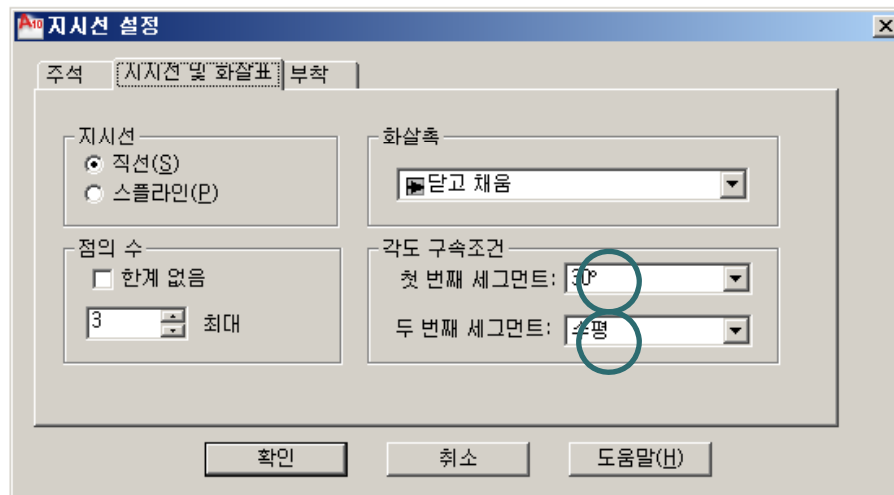 A10 지시선 설정
주석 지시선 및 화살표 부착
지시선
직선(S)
스플라인(P)
화살촉
닫고 채움
점의 수
한계 없음
3 최대
각도 구속조건
첫 번째 세그먼트: 30°
두 번째 세그먼트: 수평
확인 취소 도움말(H)